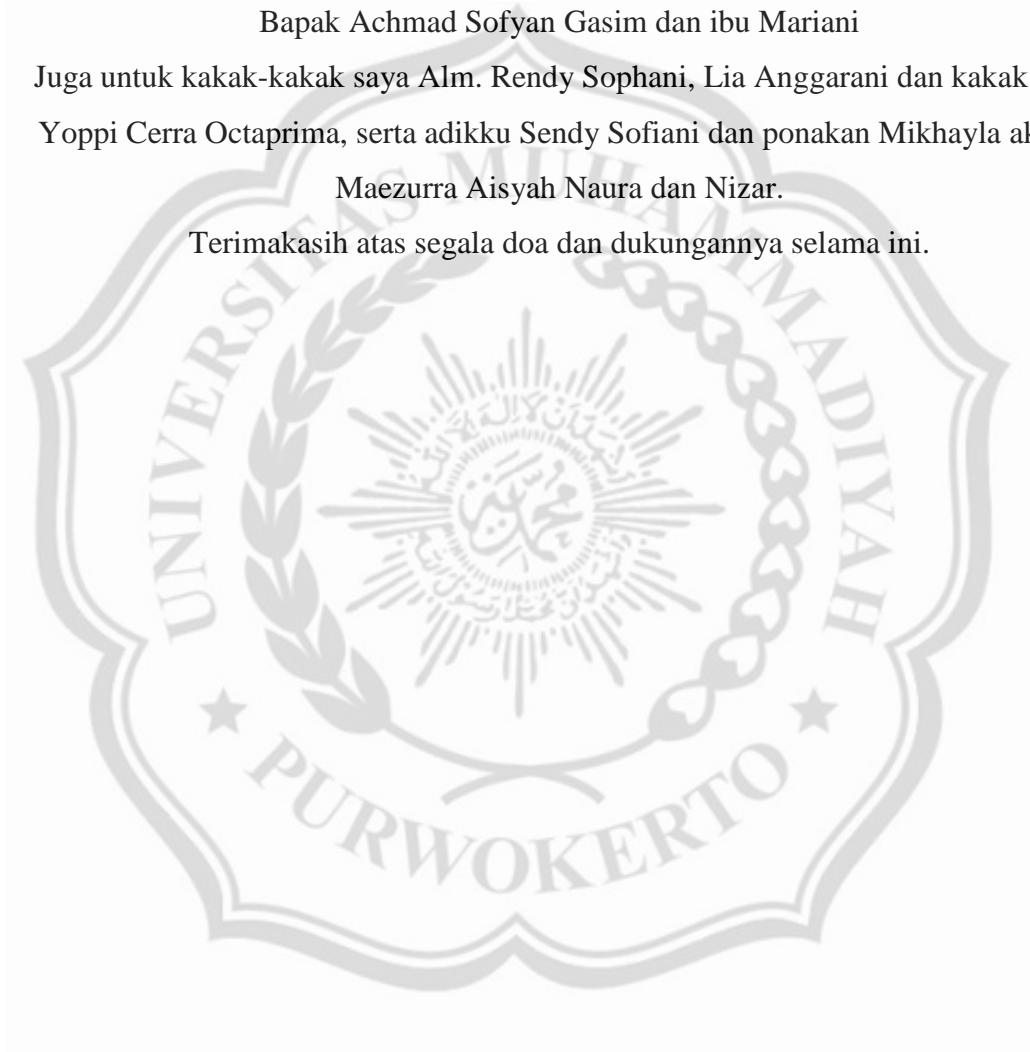 Bapak Achmad Sofyan Gasim dan ibu Mariani
Juga untuk kakak-kakak saya Alm. Rendy Sophani, Lia Anggarani dan kakak
Yoppi Cerra Octaprima, serta adikku Sendy Sofiani dan ponakan Mikhayla
Maezurra Aisyah Naura dan Nizar.
Terimakasih atas segala doa dan dukungannya selama ini.
UNIVERSITAS MUHAMMADIYAH
PURWOKERTO